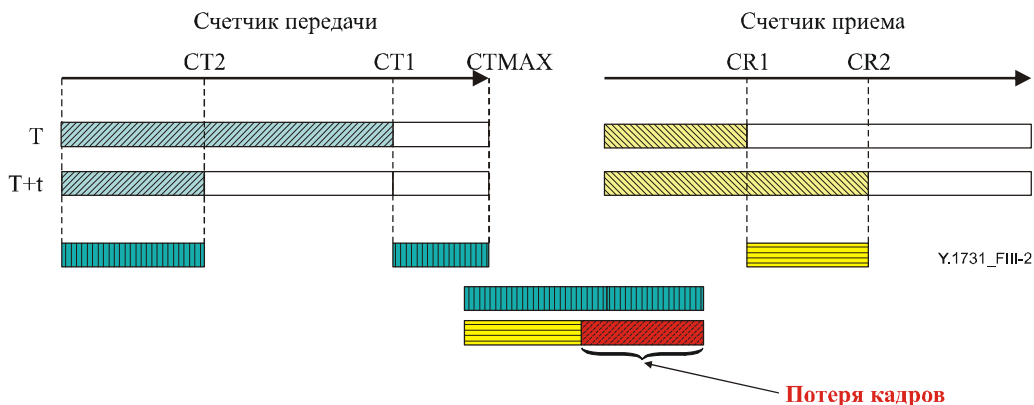 Счетчик передачи
Счетчик приема
CT2
CT1
CTMAX
CR1
CR2
T
T+t
Y.1731_FIII-2
Потеря кадров